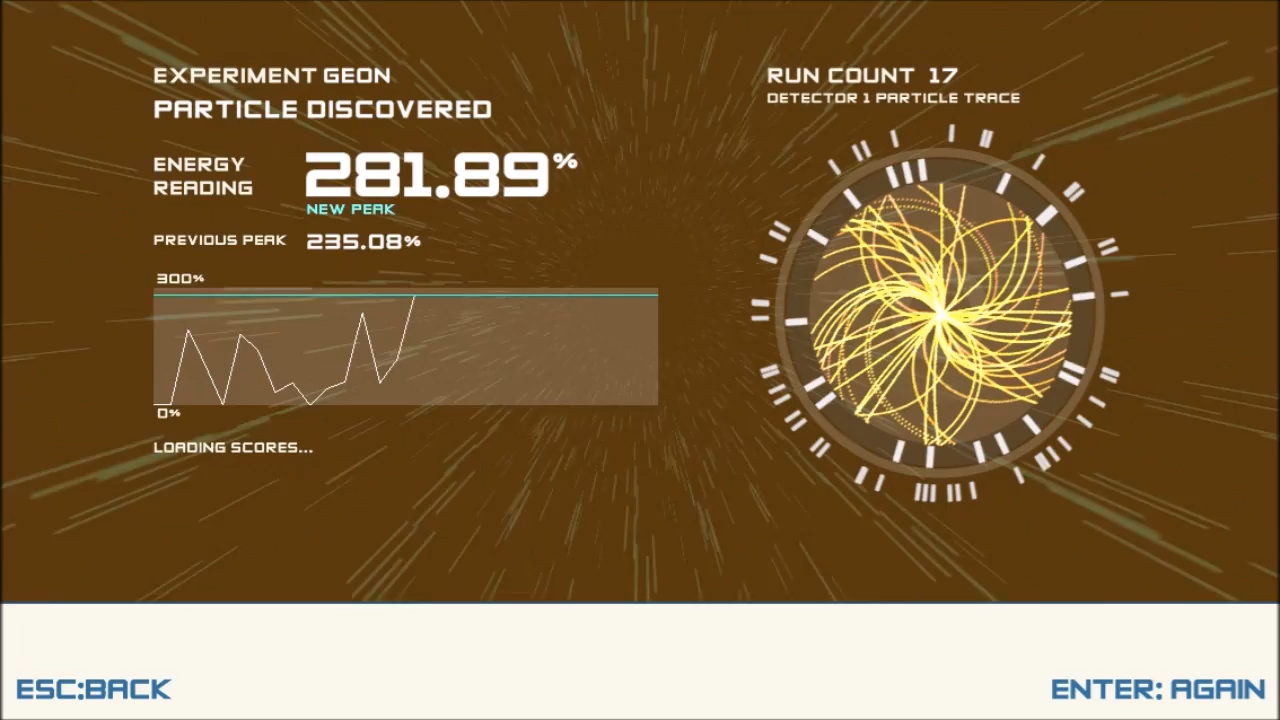 EXPERIMENT GEON
PARTICLE DISCOVERED
ENERGY READING
281.89%
NEW PEAK
PREVIOUS PEAK 235.08%
300%
0%
LOADING SCORES...
RUN COUNT 17
DETECTOR 1 PARTICLE TRACE
ESC:BACK
ENTER: AGAIN